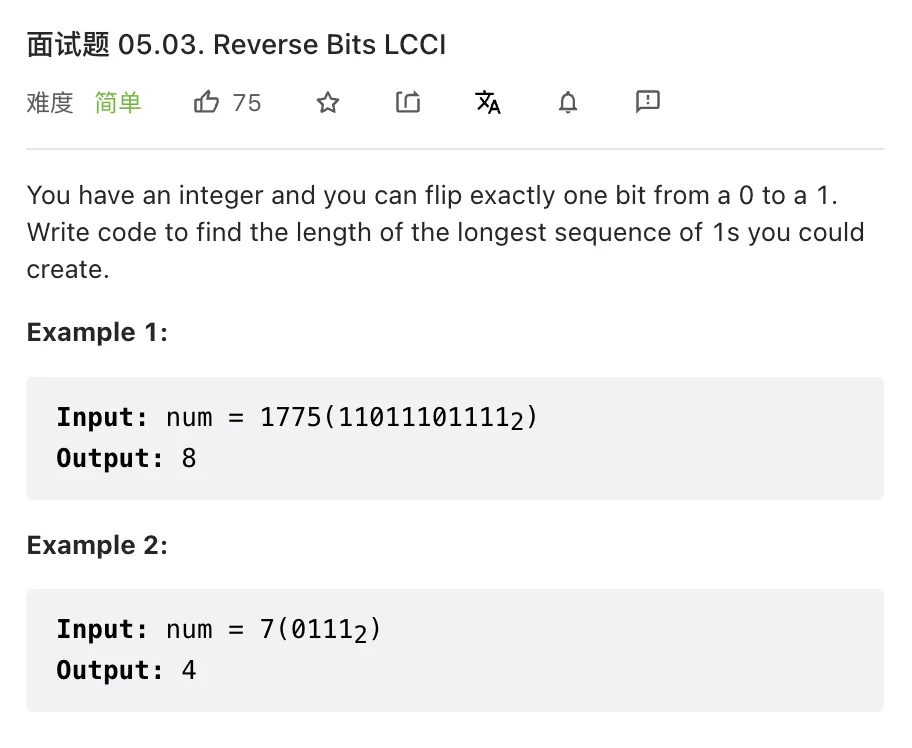 面试题 05.03. Reverse Bits LCCI
难度 简单 75 文A
You have an integer and you can flip exactly one bit from a 0 to a 1.
Write code to find the length of the longest sequence of 1s you could
create.
Example 1:
Input: num = 1775(11011101111₂)
Output: 8
Example 2:
Input: num = 7(0111₂)
Output: 4